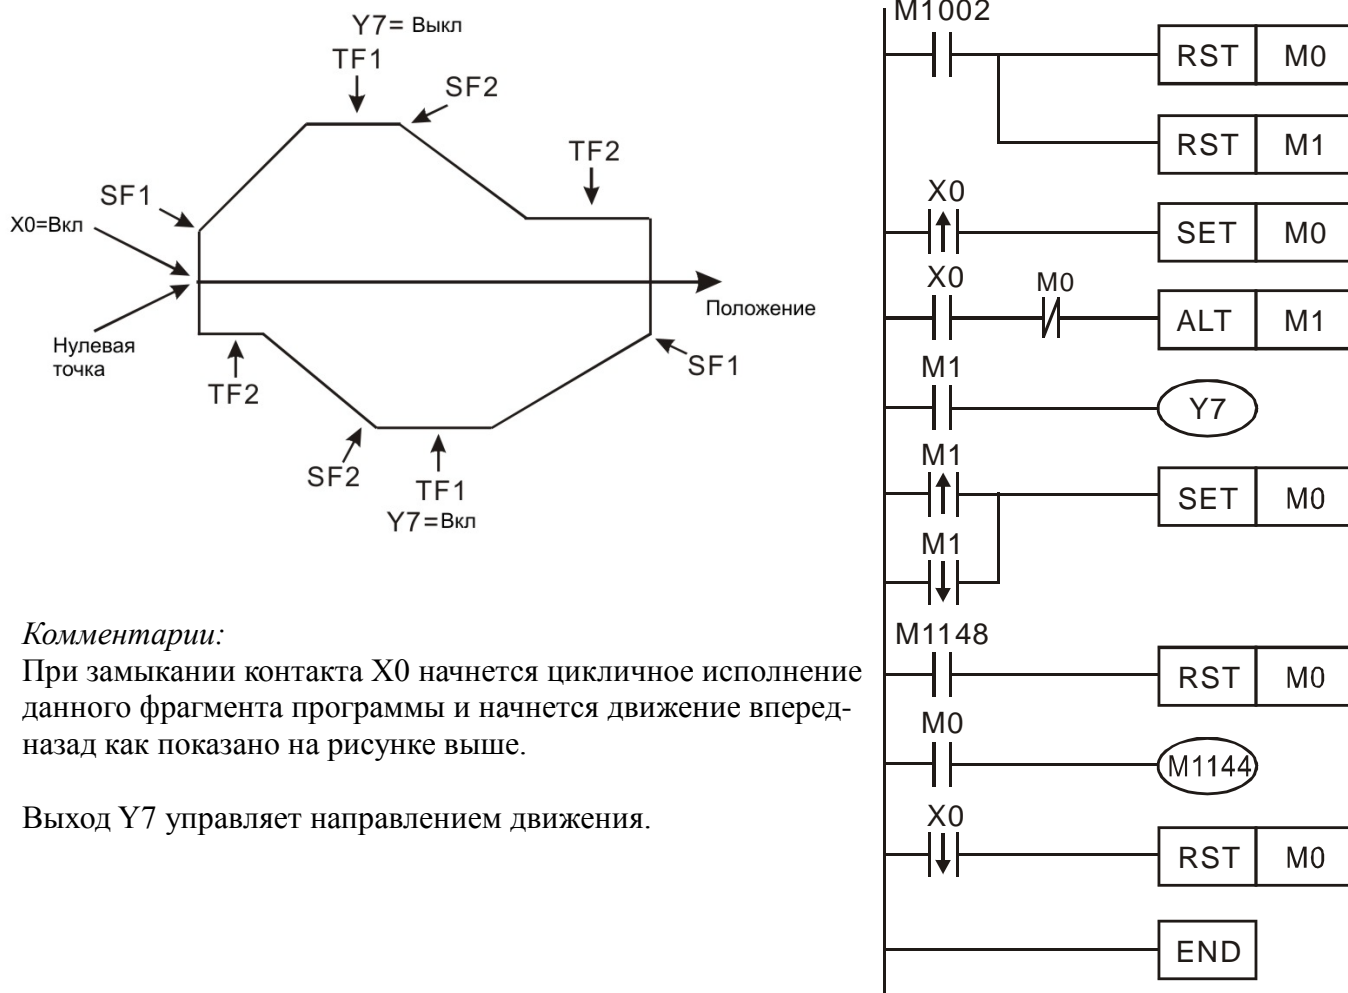 Y7= Выкл
TF1
SF2
TF2
SF1
X0=Вкл
Положение
Нулевая
точка
TF2
SF1
SF2
TF1
Y7=Вкл
Комментарии:
При замыкании контакта X0 начнется цикличное исполнение
данного фрагмента программы и начнется движение вперед-
назад как показано на рисунке выше.
Выход Y7 управляет направлением движения.
M1002
RST M0
RST M1
X0
SET M0
X0
M0
ALT M1
M1
Y7
M1
SET M0
M1
M1148
RST M0
M0
M1144
X0
RST M0
END